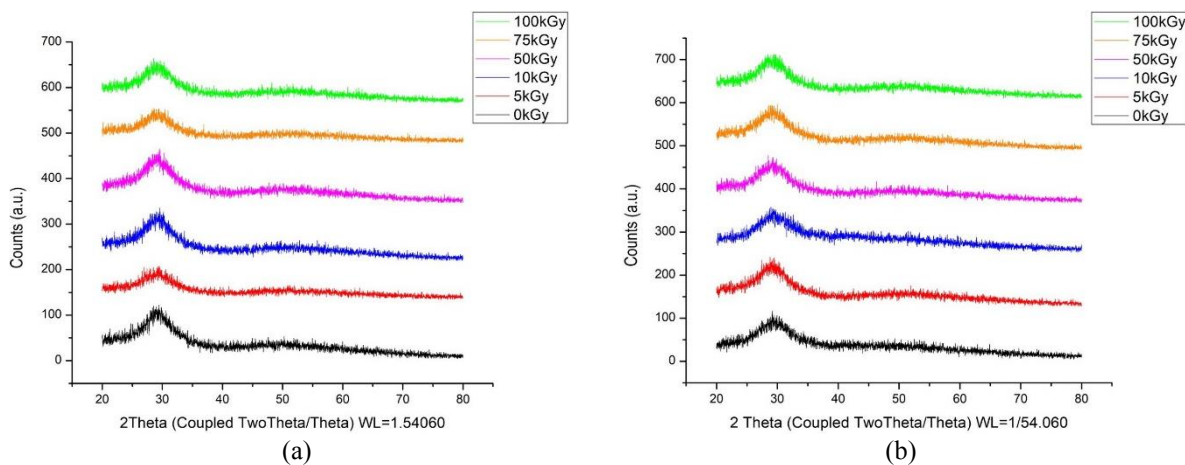 100kGy
75kGy
50kGy
10kGy
5kGy
0kGy
700
600
500
400
300
200
100
0
Counts (a.u.)
20 30 40 50 60 70 80
2Theta (Coupled TwoTheta/Theta) WL=1.54060
(a)
100kGy
75kGy
50kGy
10kGy
5kGy
0kGy
700
600
500
400
300
200
100
0
Counts (a.u.)
20 30 40 50 60 70 80
2 Theta (Coupled TwoTheta/Theta) WL=1/54.060
(b)